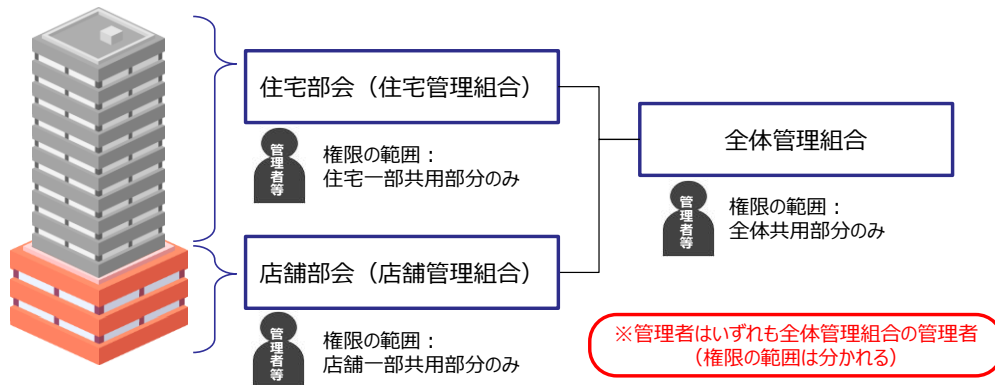 住宅部会（住宅管理組合）
管理者等
権限の範囲：
住宅一部共用部分のみ
店舗部会（店舗管理組合）
管理者等
権限の範囲：
店舗一部共用部分のみ
全体管理組合
管理者等
権限の範囲：
全体共用部分のみ
※管理者はいずれも全体管理組合の管理者
（権限の範囲は分かれる）